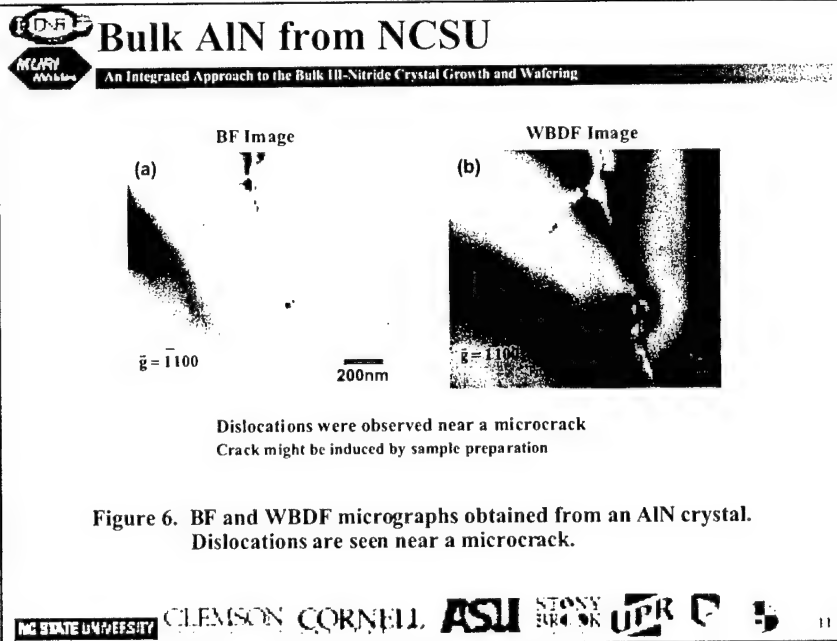 Bulk AlN from NCSU
MURI
An Integrated Approach to the Bulk III-Nitride Crystal Growth and Wafering
BF Image
WBDF Image
(a)
(b)
g̅ = 1̅100
200nm
g̅ = 1100
Dislocations were observed near a microcrack
Crack might be induced by sample preparation
Figure 6. BF and WBDF micrographs obtained from an AlN crystal.
Dislocations are seen near a microcrack.
NC STATE UNIVERSITY CLEMSON CORNELL ASU STONY BROOK UPR
11